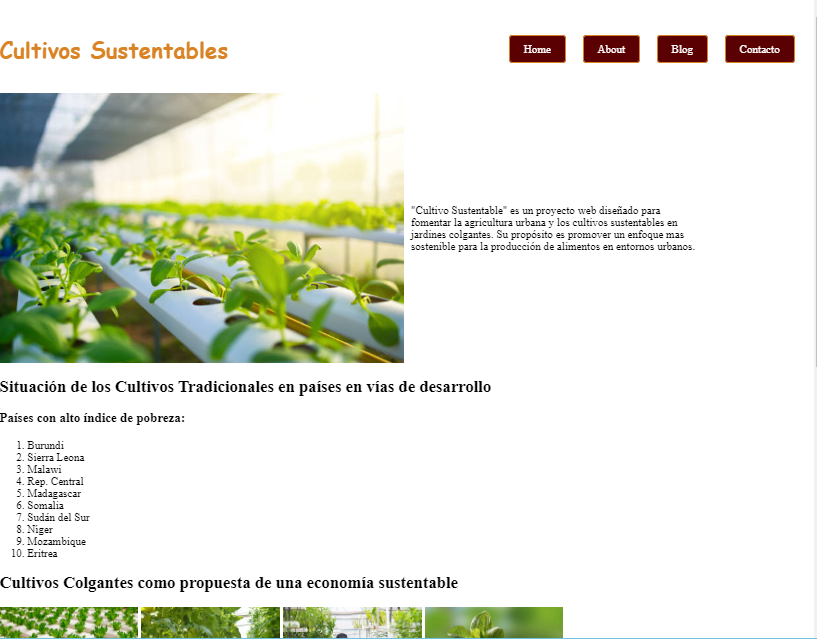 Cultivos Sustentables
Home
About
Blog
Contacto
"Cultivo Sustentable" es un proyecto web diseñado para
fomentar la agricultura urbana y los cultivos sustentables en
jardines colgantes. Su propósito es promover un enfoque mas
sostenible para la producción de alimentos en entornos urbanos.
Situación de los Cultivos Tradicionales en países en vías de desarrollo
Países con alto índice de pobreza:
1. Burundi
2. Sierra Leona
3. Malawi
4. Rep. Central
5. Madagascar
6. Somalia
7. Sudán del Sur
8. Niger
9. Mozambique
10. Eritrea
Cultivos Colgantes como propuesta de una economía sustentable